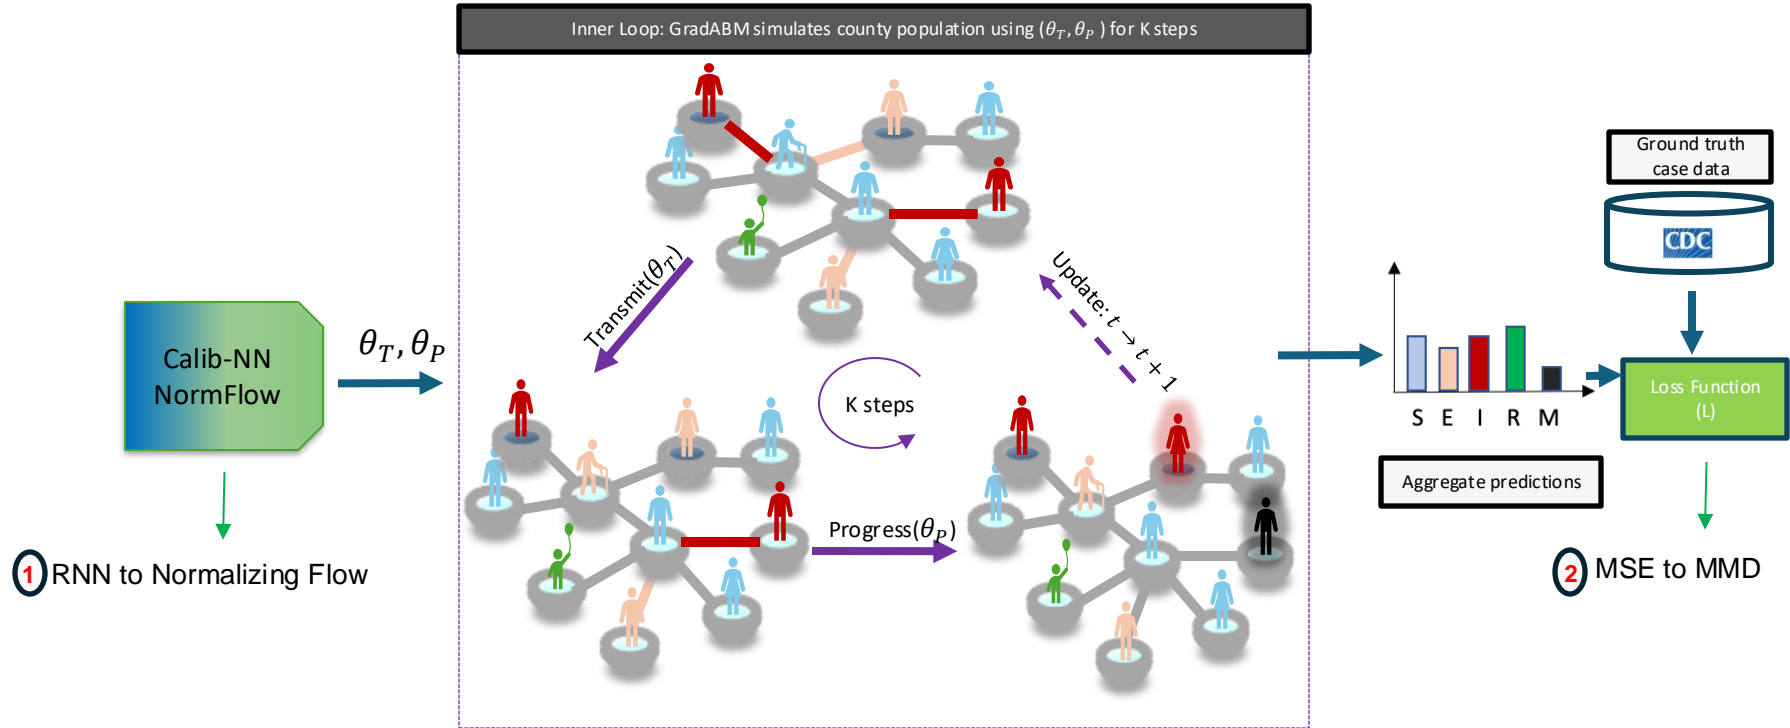 Inner Loop: GradABM simulates county population using (θ_T, θ_P ) for K steps
Ground truth
case data
CDC
Transmit(θ_T)
Update: t → t + 1
Calib-NN
NormFlow
θ_T, θ_P
K steps
Loss Function
(L)
S E I R M
Aggregate predictions
Progress(θ_P)
1 RNN to Normalizing Flow
2 MSE to MMD